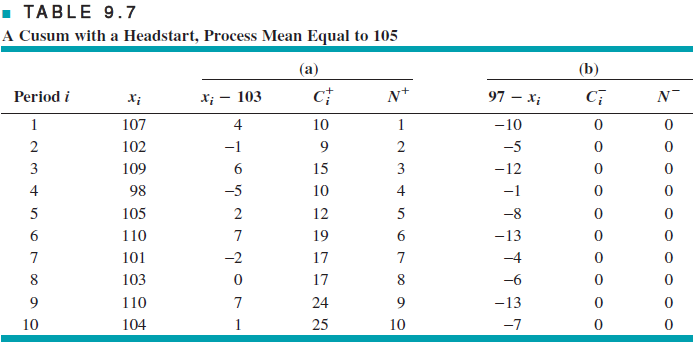 TABLE 9.7
A Cusum with a Headstart, Process Mean Equal to 105
(a) (b)
Period i xᵢ xᵢ − 103 Cᵢ⁺ N⁺ 97 − xᵢ Cᵢ⁻ N⁻
1 107 4 10 1 −10 0 0
2 102 −1 9 2 −5 0 0
3 109 6 15 3 −12 0 0
4 98 −5 10 4 −1 0 0
5 105 2 12 5 −8 0 0
6 110 7 19 6 −13 0 0
7 101 −2 17 7 −4 0 0
8 103 0 17 8 −6 0 0
9 110 7 24 9 −13 0 0
10 104 1 25 10 −7 0 0